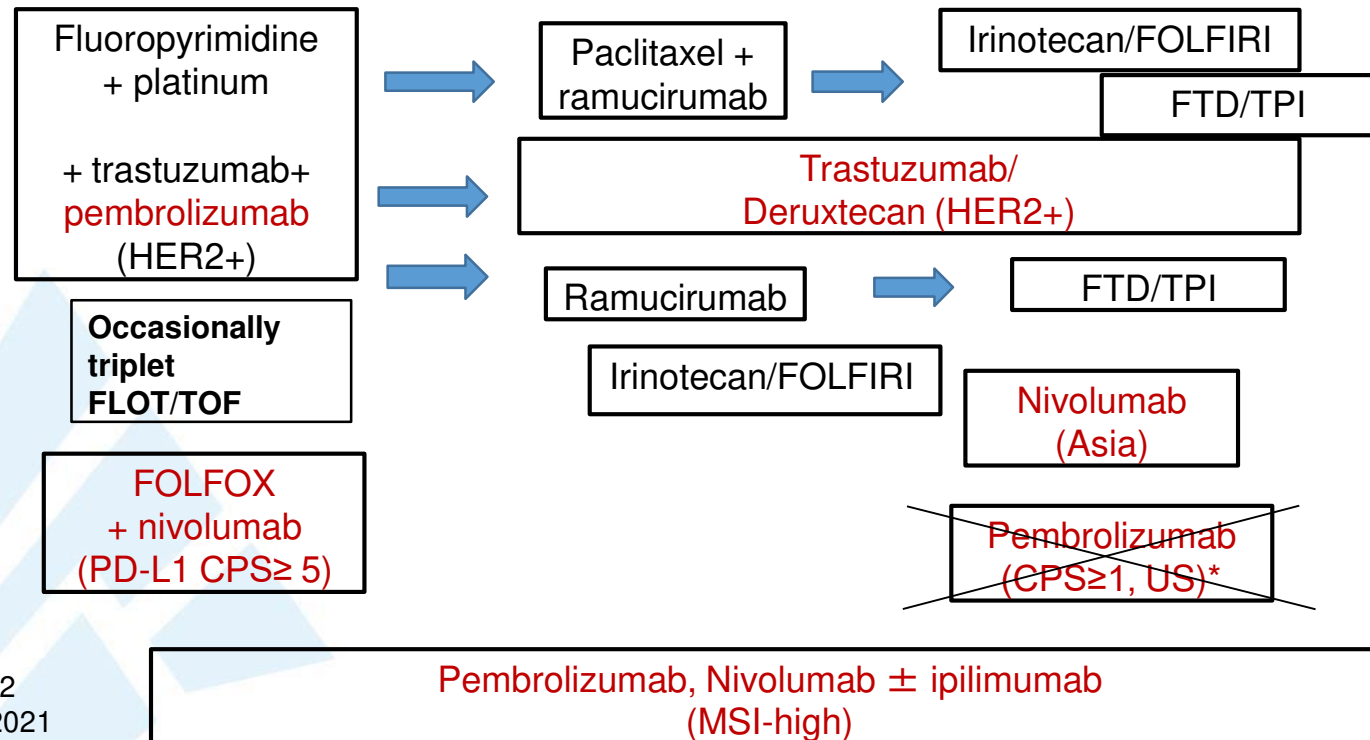 Fluoropyrimidine
+ platinum
+ trastuzumab+
pembrolizumab
(HER2+)
Occasionally
triplet
FLOT/TOF
FOLFOX
+ nivolumab
(PD-L1 CPS≥ 5)
Paclitaxel +
ramucirumab
Irinotecan/FOLFIRI
FTD/TPI
Trastuzumab/
Deruxtecan (HER2+)
Ramucirumab
FTD/TPI
Irinotecan/FOLFIRI
Nivolumab
(Asia)
Pembrolizumab
(CPS≥1, US)*
Pembrolizumab, Nivolumab ± ipilimumab
(MSI-high)
2
2021